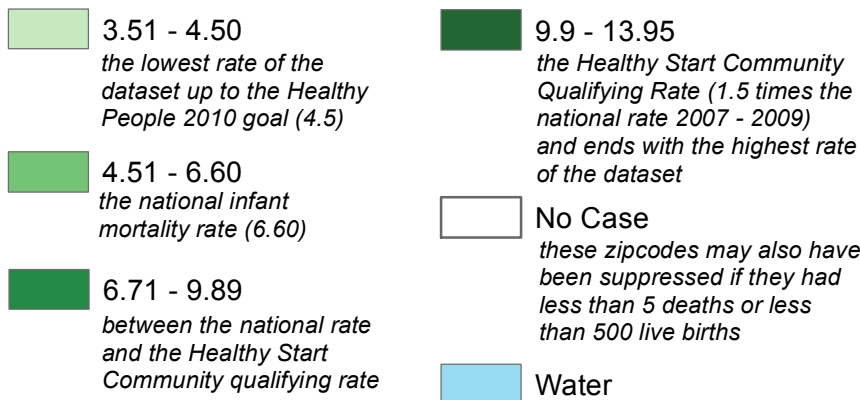 3.51 - 4.50
the lowest rate of the
dataset up to the Healthy
People 2010 goal (4.5)
4.51 - 6.60
the national infant
mortality rate (6.60)
6.71 - 9.89
between the national rate
and the Healthy Start
Community qualifying rate
9.9 - 13.95
the Healthy Start Community
Qualifying Rate (1.5 times the
national rate 2007 - 2009)
and ends with the highest rate
of the dataset
No Case
these zipcodes may also have
been suppressed if they had
less than 5 deaths or less
than 500 live births
Water